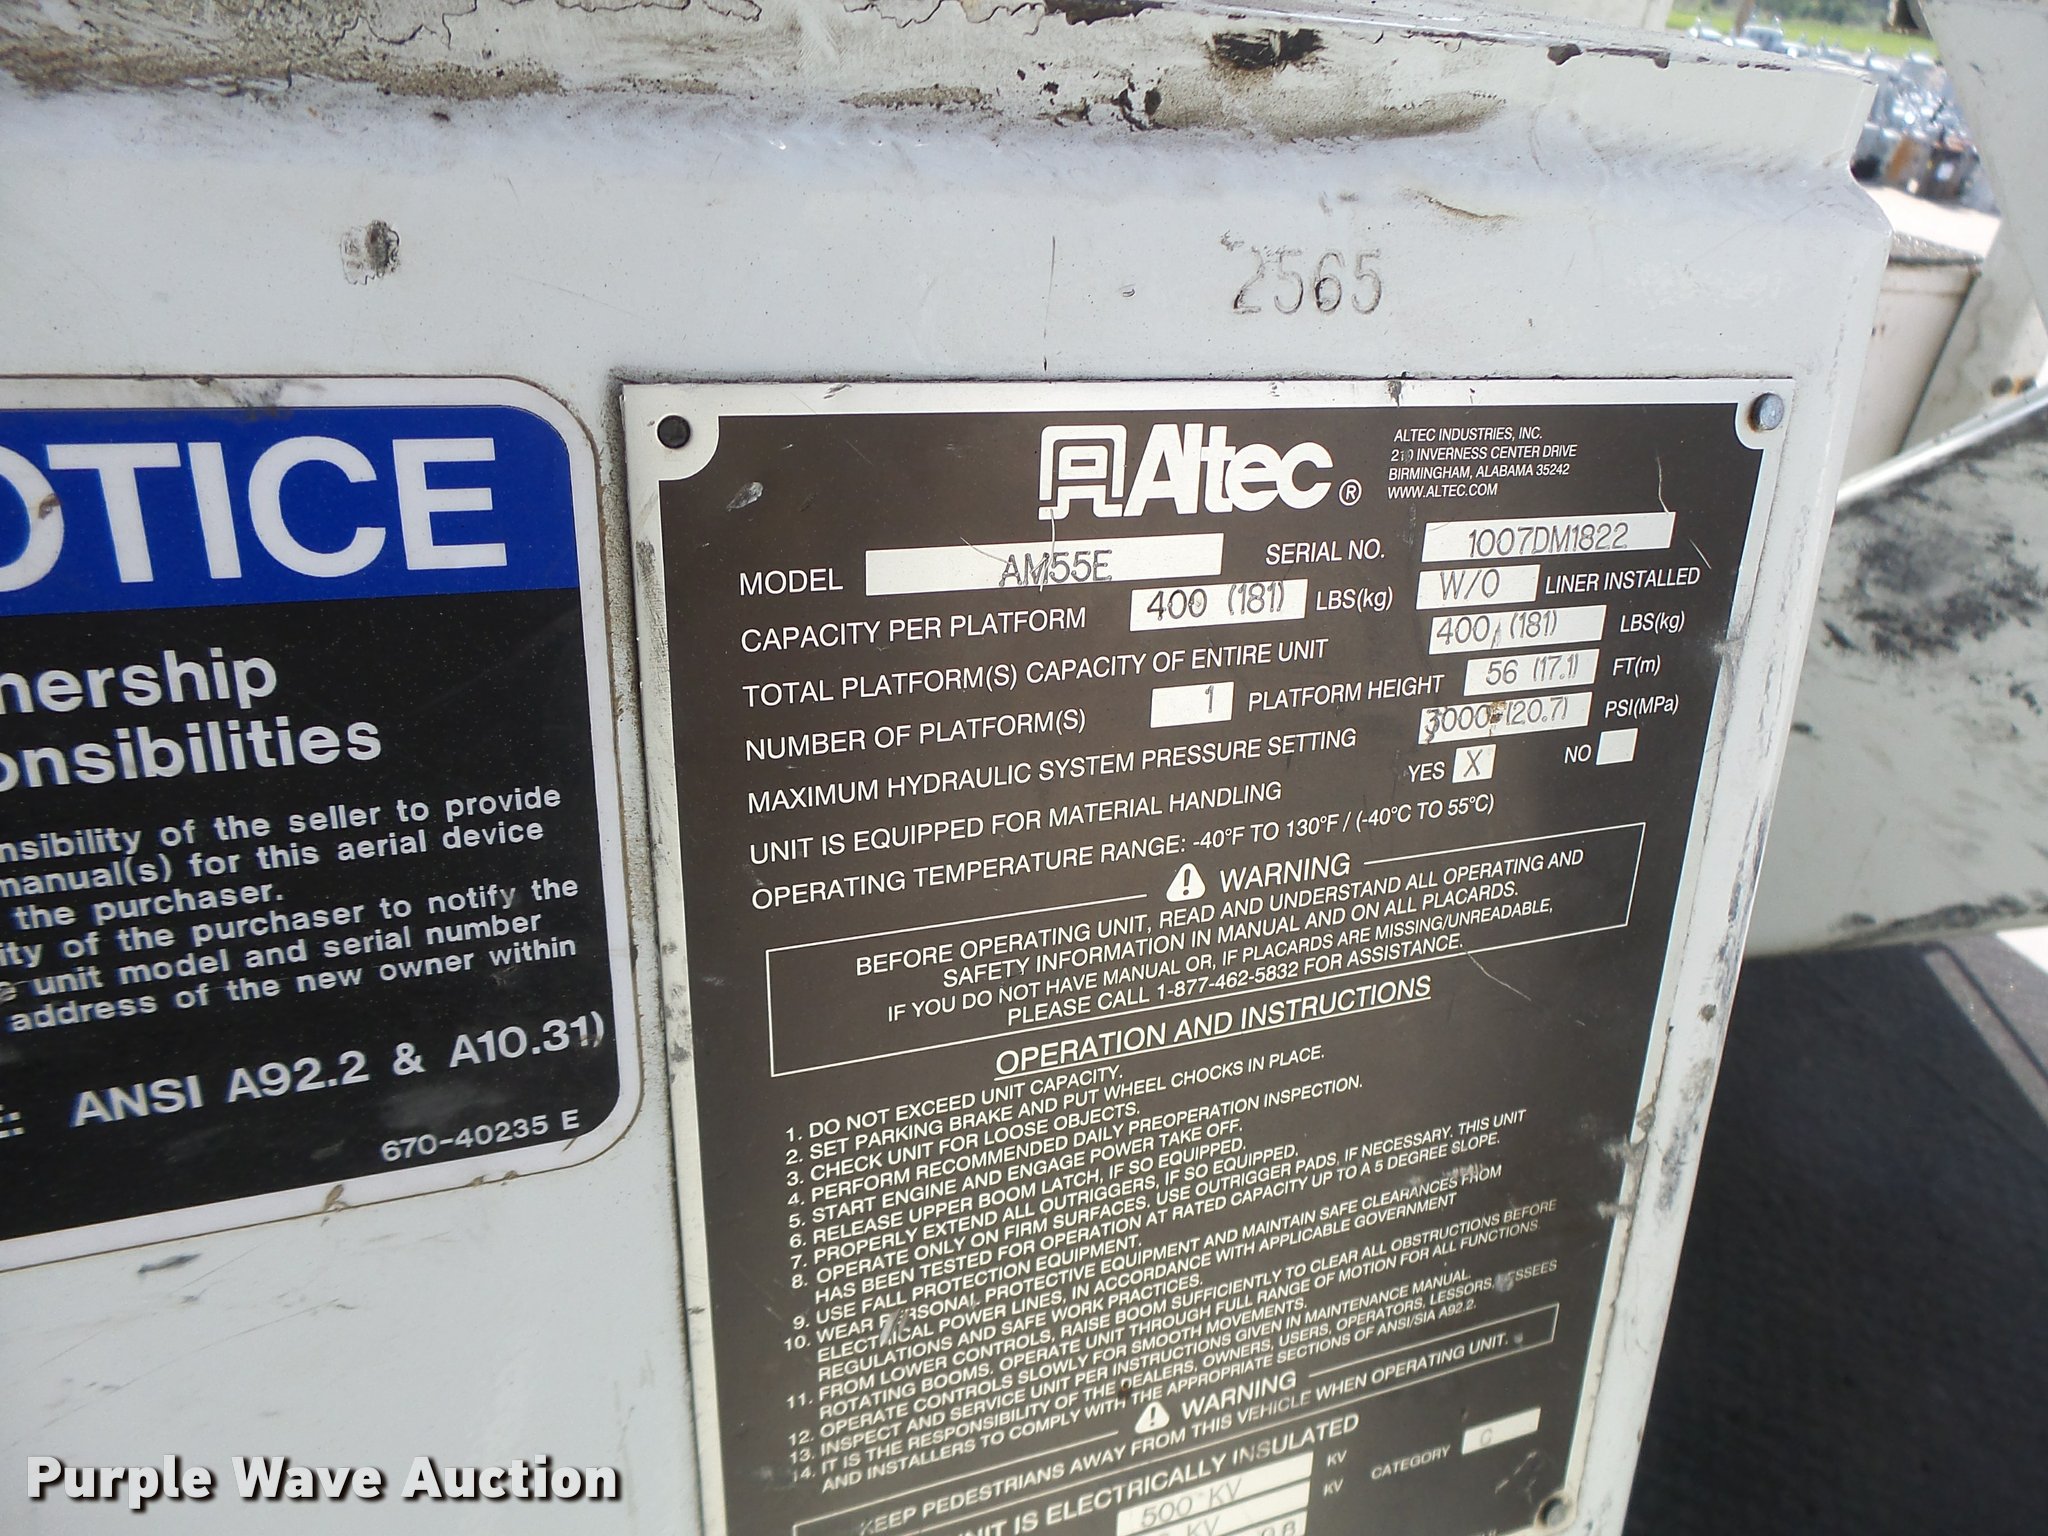 2565
OTICE
nership
onsibilities
nsibility of the seller to provide
manual(s) for this aerial device
the purchaser.
ity of the purchaser to notify the
unit model and serial number
address of the new owner within
ANSI A92.2 & A10.31)
670-40235 E
Altec®
ALTEC INDUSTRIES, INC.
210 INVERNESS CENTER DRIVE
BIRMINGHAM, ALABAMA 35242
WWW.ALTEC.COM
MODEL AM55E SERIAL NO. 1007DM1822
CAPACITY PER PLATFORM 400 (181) LBS(kg) W/O LINER INSTALLED
TOTAL PLATFORM(S) CAPACITY OF ENTIRE UNIT 400 (181) LBS(kg)
NUMBER OF PLATFORM(S) 1 PLATFORM HEIGHT 56 (17.1) FT(m)
MAXIMUM HYDRAULIC SYSTEM PRESSURE SETTING 3000 (20.7) PSI(MPa)
UNIT IS EQUIPPED FOR MATERIAL HANDLING YES X NO
OPERATING TEMPERATURE RANGE: -40°F TO 130°F / (-40°C TO 55°C)
WARNING
BEFORE OPERATING UNIT, READ AND UNDERSTAND ALL OPERATING AND
SAFETY INFORMATION IN MANUAL AND ON ALL PLACARDS.
IF YOU DO NOT HAVE MANUAL OR, IF PLACARDS ARE MISSING/UNREADABLE,
PLEASE CALL 1-877-462-5832 FOR ASSISTANCE.
OPERATION AND INSTRUCTIONS
1. DO NOT EXCEED UNIT CAPACITY.
2. SET PARKING BRAKE AND PUT WHEEL CHOCKS IN PLACE.
3. CHECK UNIT FOR LOOSE OBJECTS.
4. PERFORM RECOMMENDED DAILY PREOPERATION INSPECTION.
5. START ENGINE AND ENGAGE POWER TAKE OFF.
6. RELEASE UPPER BOOM LATCH, IF SO EQUIPPED.
7. PROPERLY EXTEND ALL OUTRIGGERS, IF SO EQUIPPED.
8. OPERATE ONLY ON FIRM SURFACES. USE OUTRIGGER PADS, IF NECESSARY. THIS UNIT
HAS BEEN TESTED FOR OPERATION AT RATED CAPACITY UP TO A 5 DEGREE SLOPE.
9. USE FALL PROTECTION EQUIPMENT.
10. WEAR PERSONAL PROTECTIVE EQUIPMENT AND MAINTAIN SAFE CLEARANCES FROM
ELECTRICAL POWER LINES, IN ACCORDANCE WITH APPLICABLE GOVERNMENT
REGULATIONS AND SAFE WORK PRACTICES.
11. FROM LOWER CONTROLS, RAISE BOOM SUFFICIENTLY TO CLEAR ALL OBSTRUCTIONS BEFORE
ROTATING BOOMS. OPERATE UNIT THROUGH FULL RANGE OF MOTION FOR ALL FUNCTIONS.
12. OPERATE CONTROLS SLOWLY FOR SMOOTH MOVEMENTS.
13. INSPECT AND SERVICE UNIT PER INSTRUCTIONS GIVEN IN MAINTENANCE MANUAL.
14. IT IS THE RESPONSIBILITY OF THE DEALERS, OWNERS, USERS, OPERATORS, LESSORS, LESSEES
AND INSTALLERS TO COMPLY WITH THE APPROPRIATE SECTIONS OF ANSI/SIA A92.2.
WARNING
KEEP PEDESTRIANS AWAY FROM THIS VEHICLE WHEN OPERATING UNIT.
UNIT IS ELECTRICALLY INSULATED
500 KV KV CATEGORY C
KV KV
Purple Wave Auction